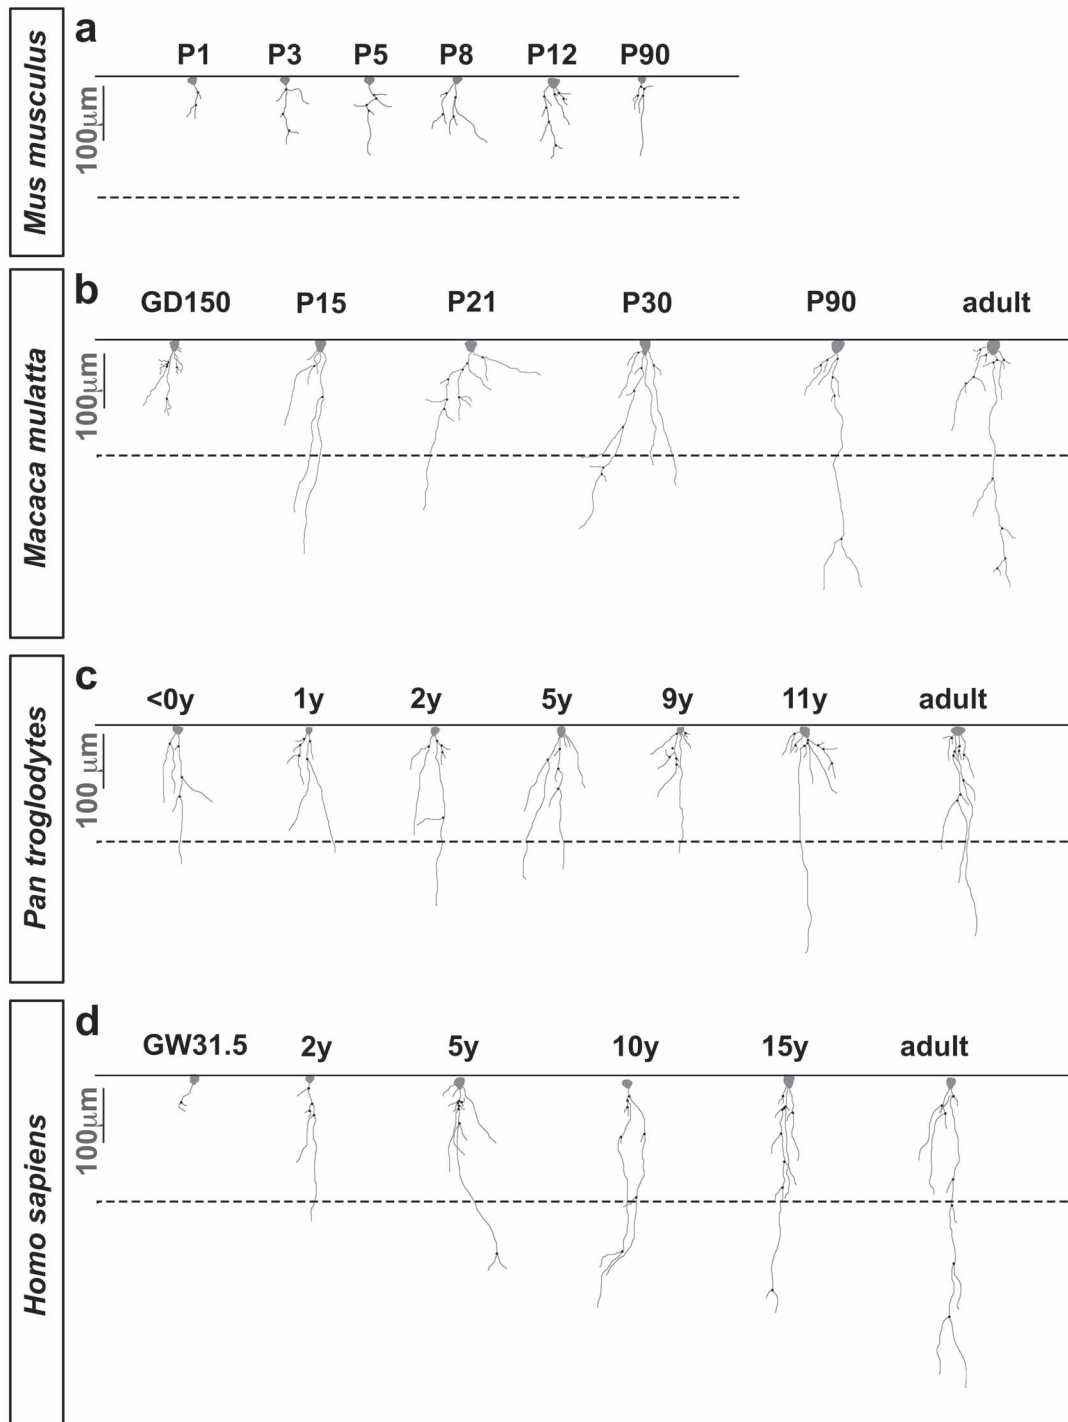 Mus musculus
a
P1 P3 P5 P8 P12 P90
100µm
Macaca mulatta
b
GD150 P15 P21 P30 P90 adult
100µm
Pan troglodytes
c
<0y 1y 2y 5y 9y 11y adult
100 µm
Homo sapiens
d
GW31.5 2y 5y 10y 15y adult
100µm